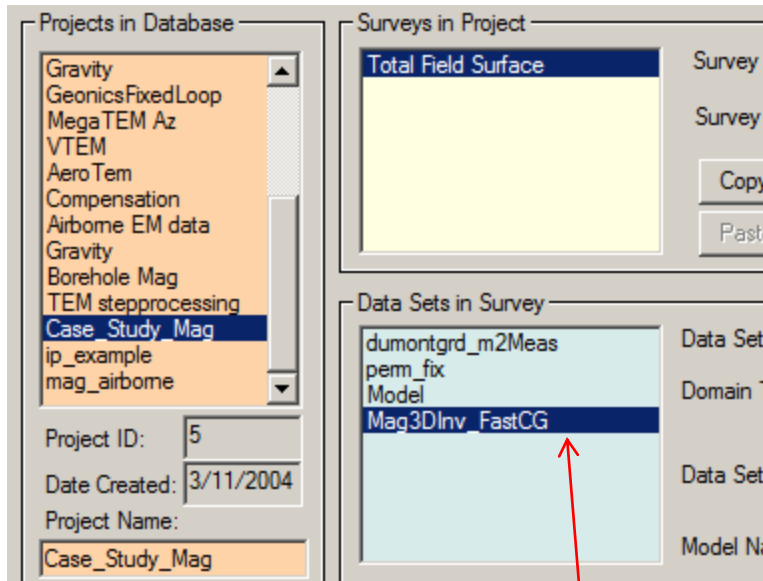 Projects in Database
Gravity
GeonicsFixedLoop
MegaTEM Az
VTEM
AeroTem
Compensation
Airborne EM data
Gravity
Borehole Mag
TEM stepprocessing
Case_Study_Mag
ip_example
mag_airborne
Project ID: 5
Date Created: 3/11/2004
Project Name:
Case_Study_Mag
Surveys in Project
Total Field Surface
Survey
Survey
Copy
Data Sets in Survey
dumontgrd_m2Meas
perm_fix
Model
Mag3DInv_FastCG
Data Set
Domain
Data Set
Model